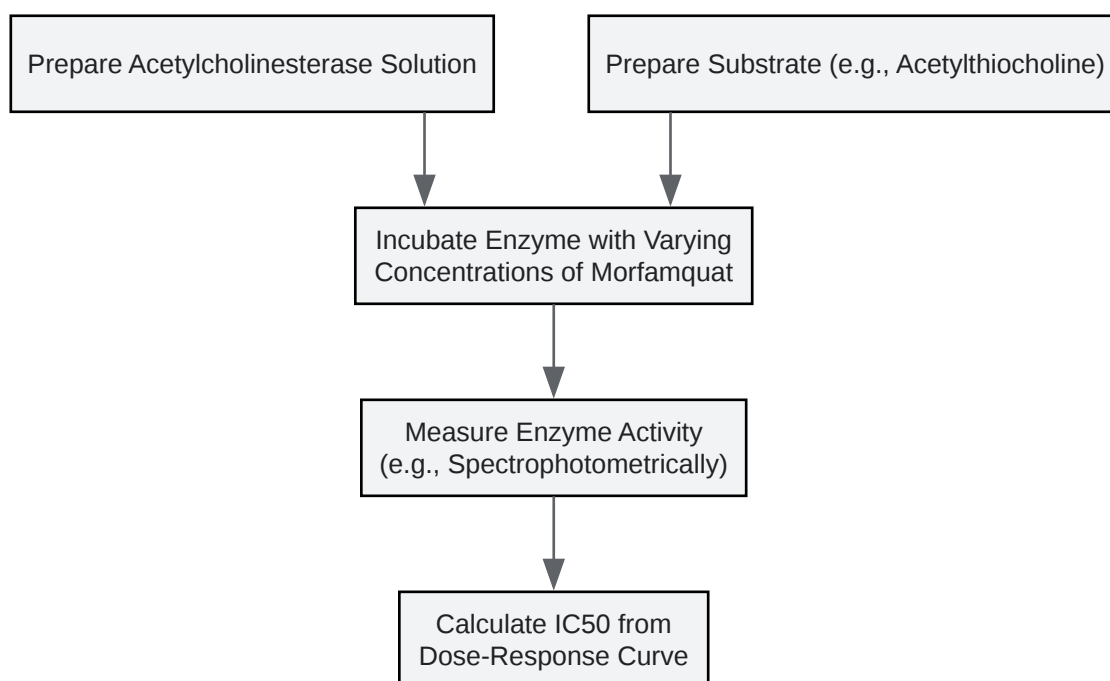 Prepare Acetylcholinesterase Solution
Prepare Substrate (e.g., Acetylthiocholine)
Incubate Enzyme with Varying
Concentrations of Morfamquat
Measure Enzyme Activity
(e.g., Spectrophotometrically)
Calculate IC50 from
Dose-Response Curve